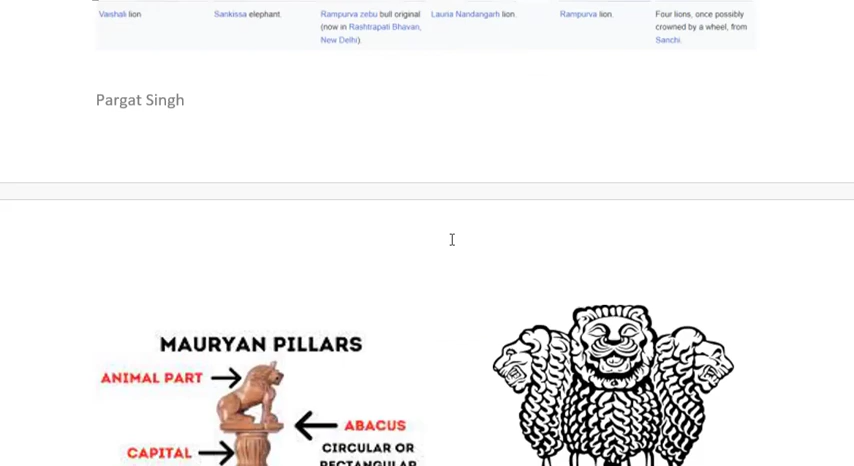 Vaishali lion.
Sankissa elephant.
Rampurva zebu bull original
(now in Rashtrapati Bhavan,
New Delhi).
Lauria Nandangarh lion.
Rampurva lion.
Four lions, once possibly
crowned by a wheel, from
Sanchi.
Pargat Singh
MAURYAN PILLARS
ANIMAL PART
ABACUS
CIRCULAR OR
CAPITAL
RECTANGULAR